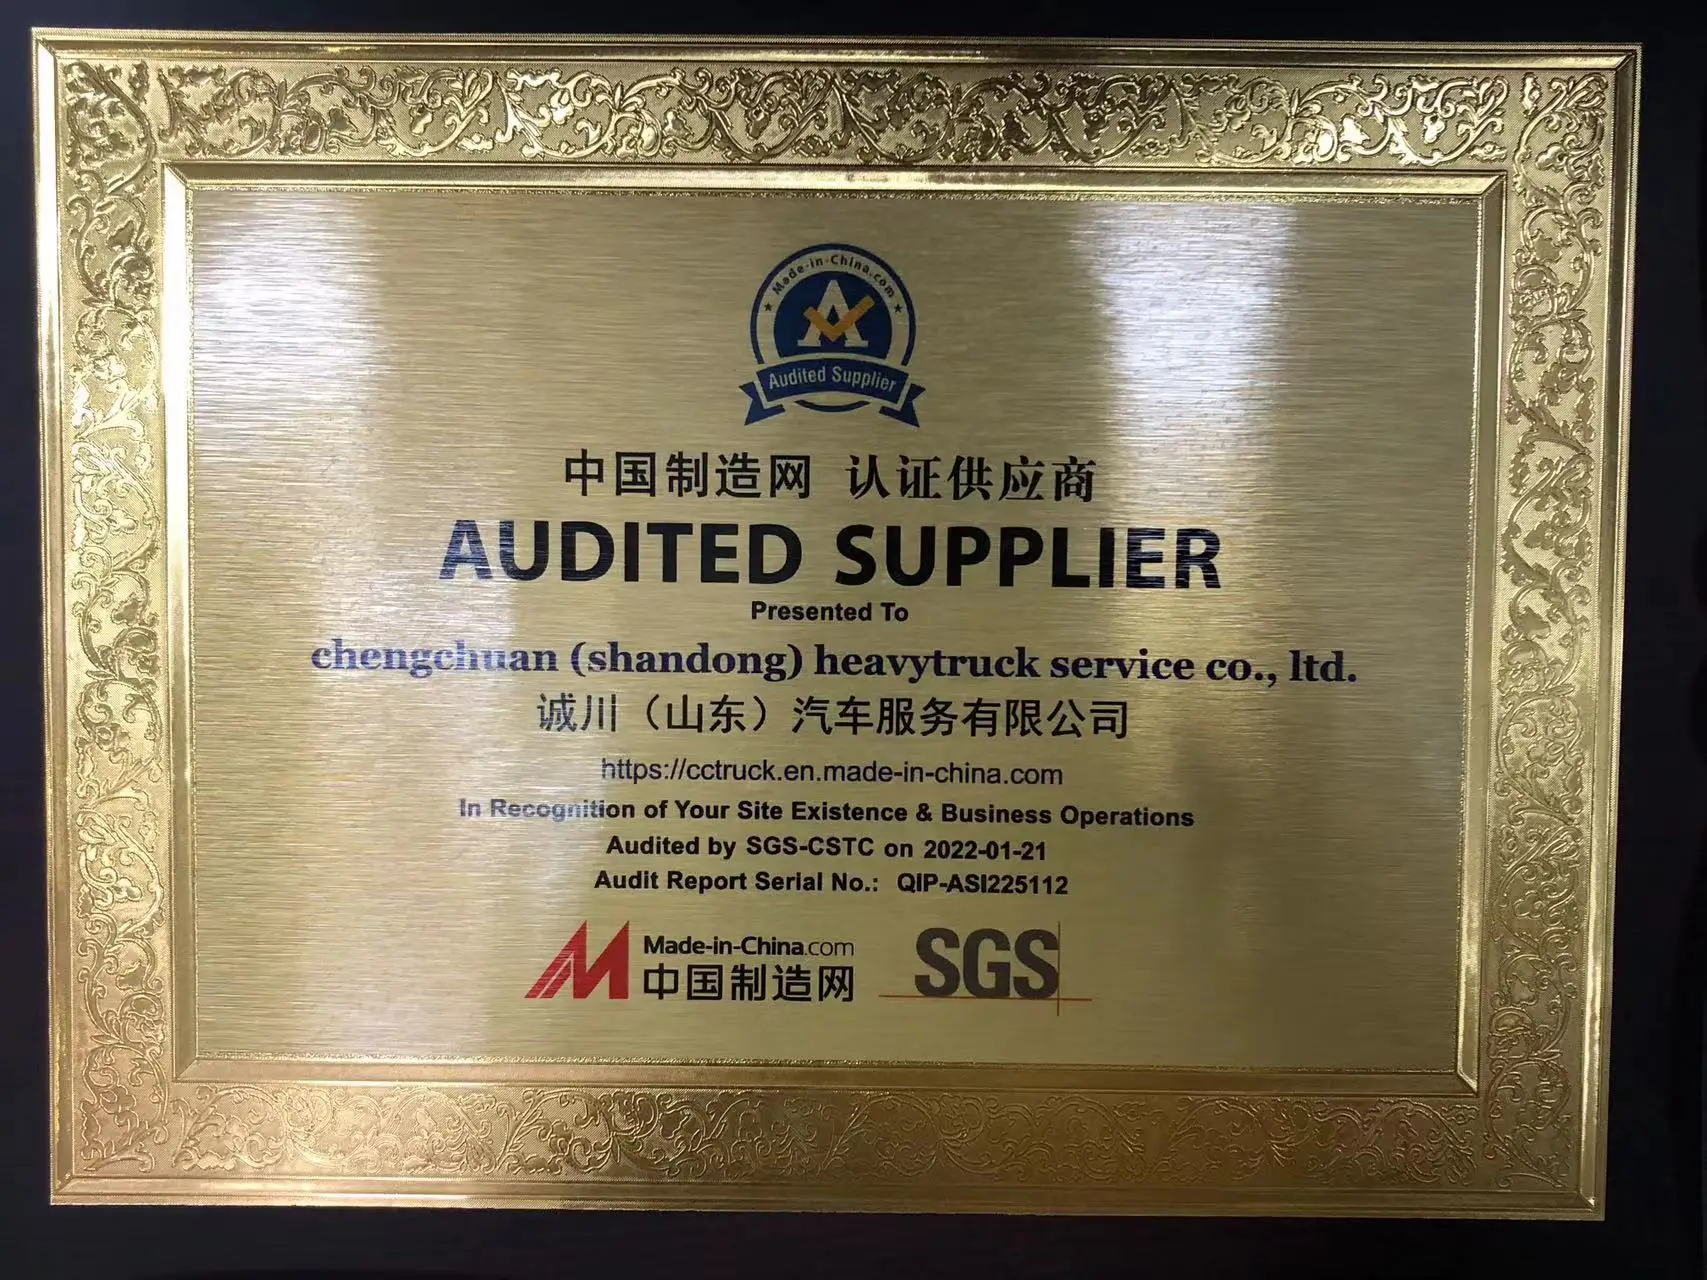 Made-in-China.com
A
Audited Supplier
中国制造网 认证供应商
AUDITED SUPPLIER
Presented To
chengchuan (shandong) heavytruck service co., ltd.
诚川（山东）汽车服务有限公司
https://cctruck.en.made-in-china.com
In Recognition of Your Site Existence & Business Operations
Audited by SGS-CSTC on 2022-01-21
Audit Report Serial No.: QIP-ASI225112
Made-in-China.com
中国制造网
SGS